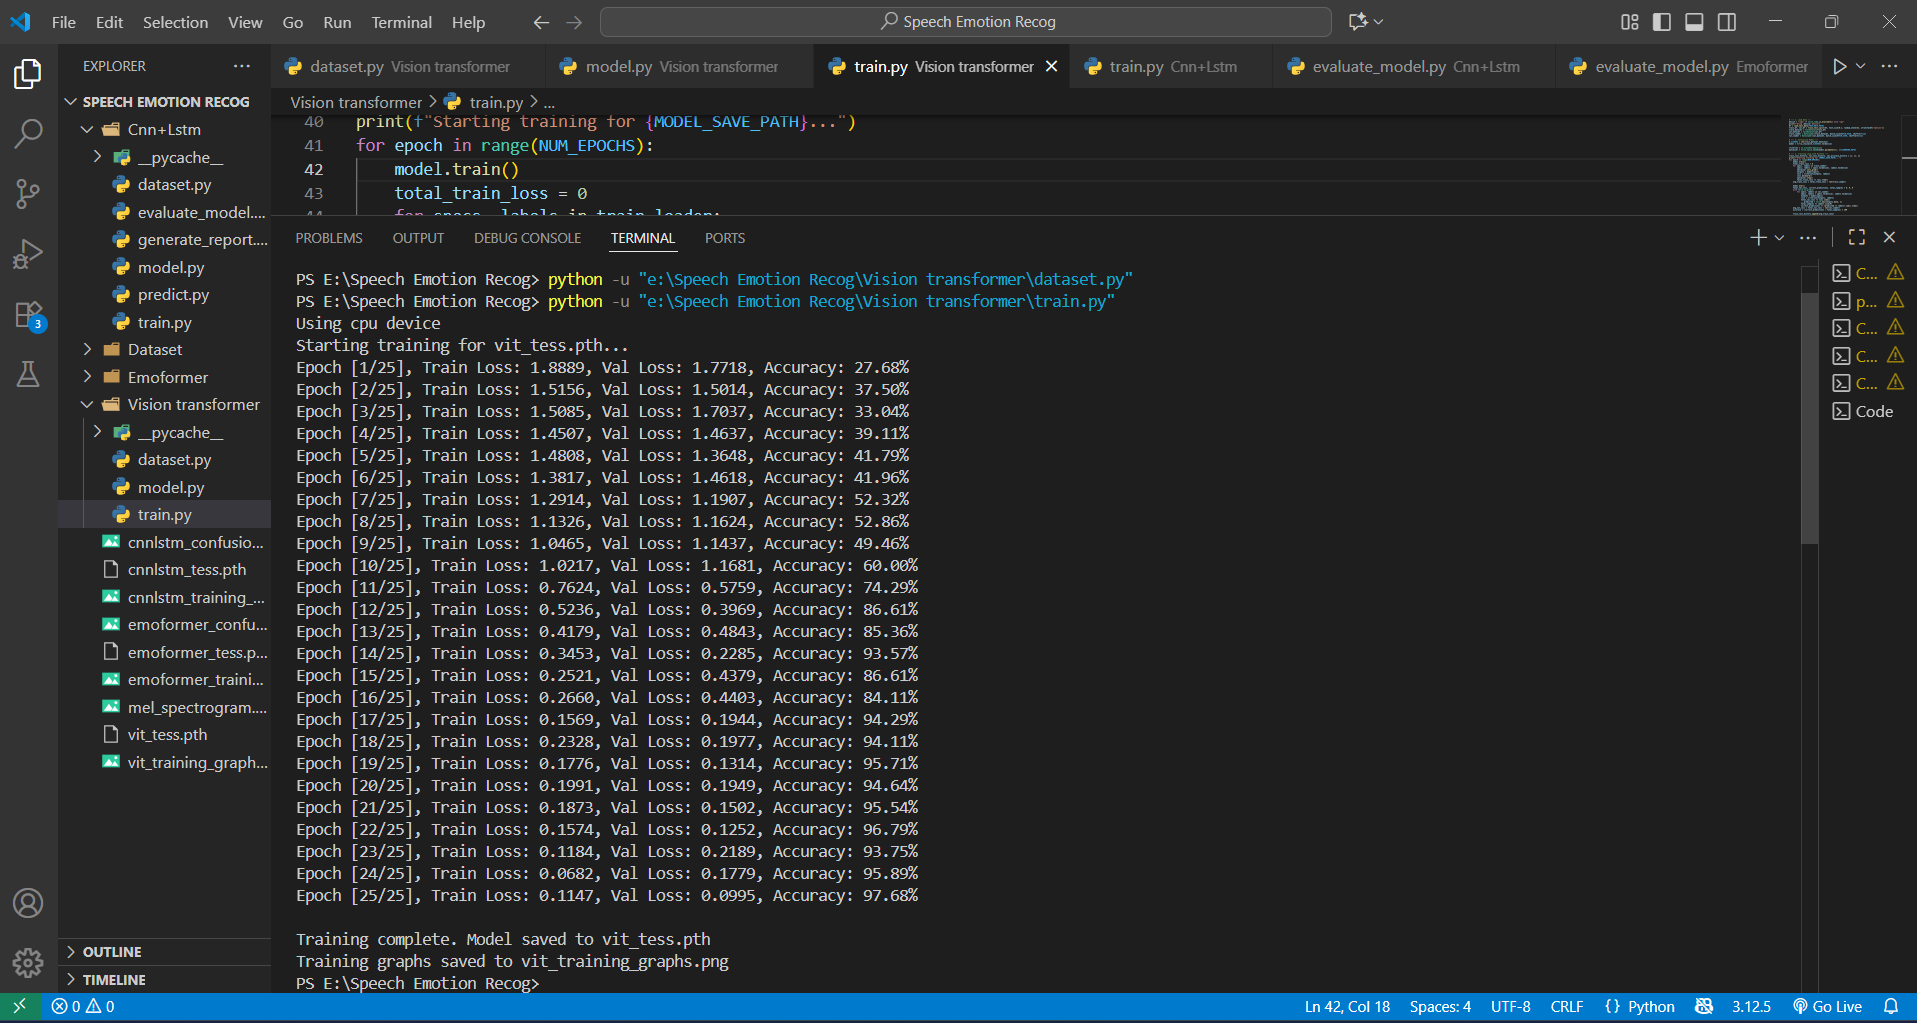 File Edit Selection View Go Run Terminal Help
Speech Emotion Recog
EXPLORER
SPEECH EMOTION RECOG
Cnn+Lstm
__pycache__
dataset.py
evaluate_model....
generate_report....
model.py
predict.py
train.py
Dataset
Emoformer
Vision transformer
__pycache__
dataset.py
model.py
train.py
cnnlstm_confusio...
cnnlstm_tess.pth
cnnlstm_training_...
emoformer_confu...
emoformer_tess.p...
emoformer_traini...
mel_spectrogram....
vit_tess.pth
vit_training_graph...
OUTLINE
TIMELINE
3
dataset.py Vision transformer
model.py Vision transformer
train.py Vision transformer
train.py Cnn+Lstm
evaluate_model.py Cnn+Lstm
evaluate_model.py Emoformer
Vision transformer > train.py > ...
40 print(f"Starting training for {MODEL_SAVE_PATH}...")
41 for epoch in range(NUM_EPOCHS):
42 model.train()
43 total_train_loss = 0
44 for specs, labels in train_loader:
PROBLEMS OUTPUT DEBUG CONSOLE TERMINAL PORTS
PS E:\Speech Emotion Recog> python -u "e:\Speech Emotion Recog\Vision transformer\dataset.py"
PS E:\Speech Emotion Recog> python -u "e:\Speech Emotion Recog\Vision transformer\train.py"
Using cpu device
Starting training for vit_tess.pth...
Epoch [1/25], Train Loss: 1.8889, Val Loss: 1.7718, Accuracy: 27.68%
Epoch [2/25], Train Loss: 1.5156, Val Loss: 1.5014, Accuracy: 37.50%
Epoch [3/25], Train Loss: 1.5085, Val Loss: 1.7037, Accuracy: 33.04%
Epoch [4/25], Train Loss: 1.4507, Val Loss: 1.4637, Accuracy: 39.11%
Epoch [5/25], Train Loss: 1.4808, Val Loss: 1.3648, Accuracy: 41.79%
Epoch [6/25], Train Loss: 1.3817, Val Loss: 1.4618, Accuracy: 41.96%
Epoch [7/25], Train Loss: 1.2914, Val Loss: 1.1907, Accuracy: 52.32%
Epoch [8/25], Train Loss: 1.1326, Val Loss: 1.1624, Accuracy: 52.86%
Epoch [9/25], Train Loss: 1.0465, Val Loss: 1.1437, Accuracy: 49.46%
Epoch [10/25], Train Loss: 1.0217, Val Loss: 1.1681, Accuracy: 60.00%
Epoch [11/25], Train Loss: 0.7624, Val Loss: 0.5759, Accuracy: 74.29%
Epoch [12/25], Train Loss: 0.5236, Val Loss: 0.3969, Accuracy: 86.61%
Epoch [13/25], Train Loss: 0.4179, Val Loss: 0.4843, Accuracy: 85.36%
Epoch [14/25], Train Loss: 0.3453, Val Loss: 0.2285, Accuracy: 93.57%
Epoch [15/25], Train Loss: 0.2521, Val Loss: 0.4379, Accuracy: 86.61%
Epoch [16/25], Train Loss: 0.2660, Val Loss: 0.4403, Accuracy: 84.11%
Epoch [17/25], Train Loss: 0.1569, Val Loss: 0.1944, Accuracy: 94.29%
Epoch [18/25], Train Loss: 0.2328, Val Loss: 0.1977, Accuracy: 94.11%
Epoch [19/25], Train Loss: 0.1776, Val Loss: 0.1314, Accuracy: 95.71%
Epoch [20/25], Train Loss: 0.1991, Val Loss: 0.1949, Accuracy: 94.64%
Epoch [21/25], Train Loss: 0.1873, Val Loss: 0.1502, Accuracy: 95.54%
Epoch [22/25], Train Loss: 0.1574, Val Loss: 0.1252, Accuracy: 96.79%
Epoch [23/25], Train Loss: 0.1184, Val Loss: 0.2189, Accuracy: 93.75%
Epoch [24/25], Train Loss: 0.0682, Val Loss: 0.1779, Accuracy: 95.89%
Epoch [25/25], Train Loss: 0.1147, Val Loss: 0.0995, Accuracy: 97.68%
Training complete. Model saved to vit_tess.pth
Training graphs saved to vit_training_graphs.png
PS E:\Speech Emotion Recog>
C...
p...
C...
C...
C...
Code
0 0
Ln 42, Col 18 Spaces: 4 UTF-8 CRLF {} Python 3.12.5 Go Live